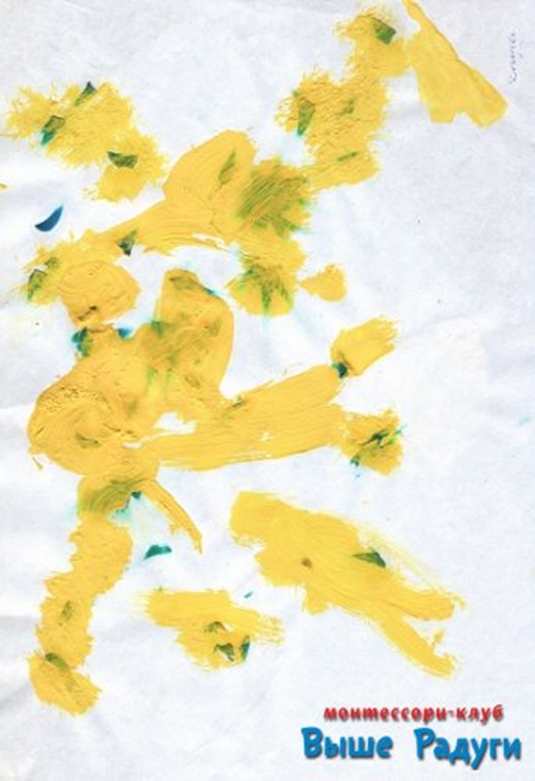 монтессори-клуб
Выше Радуги